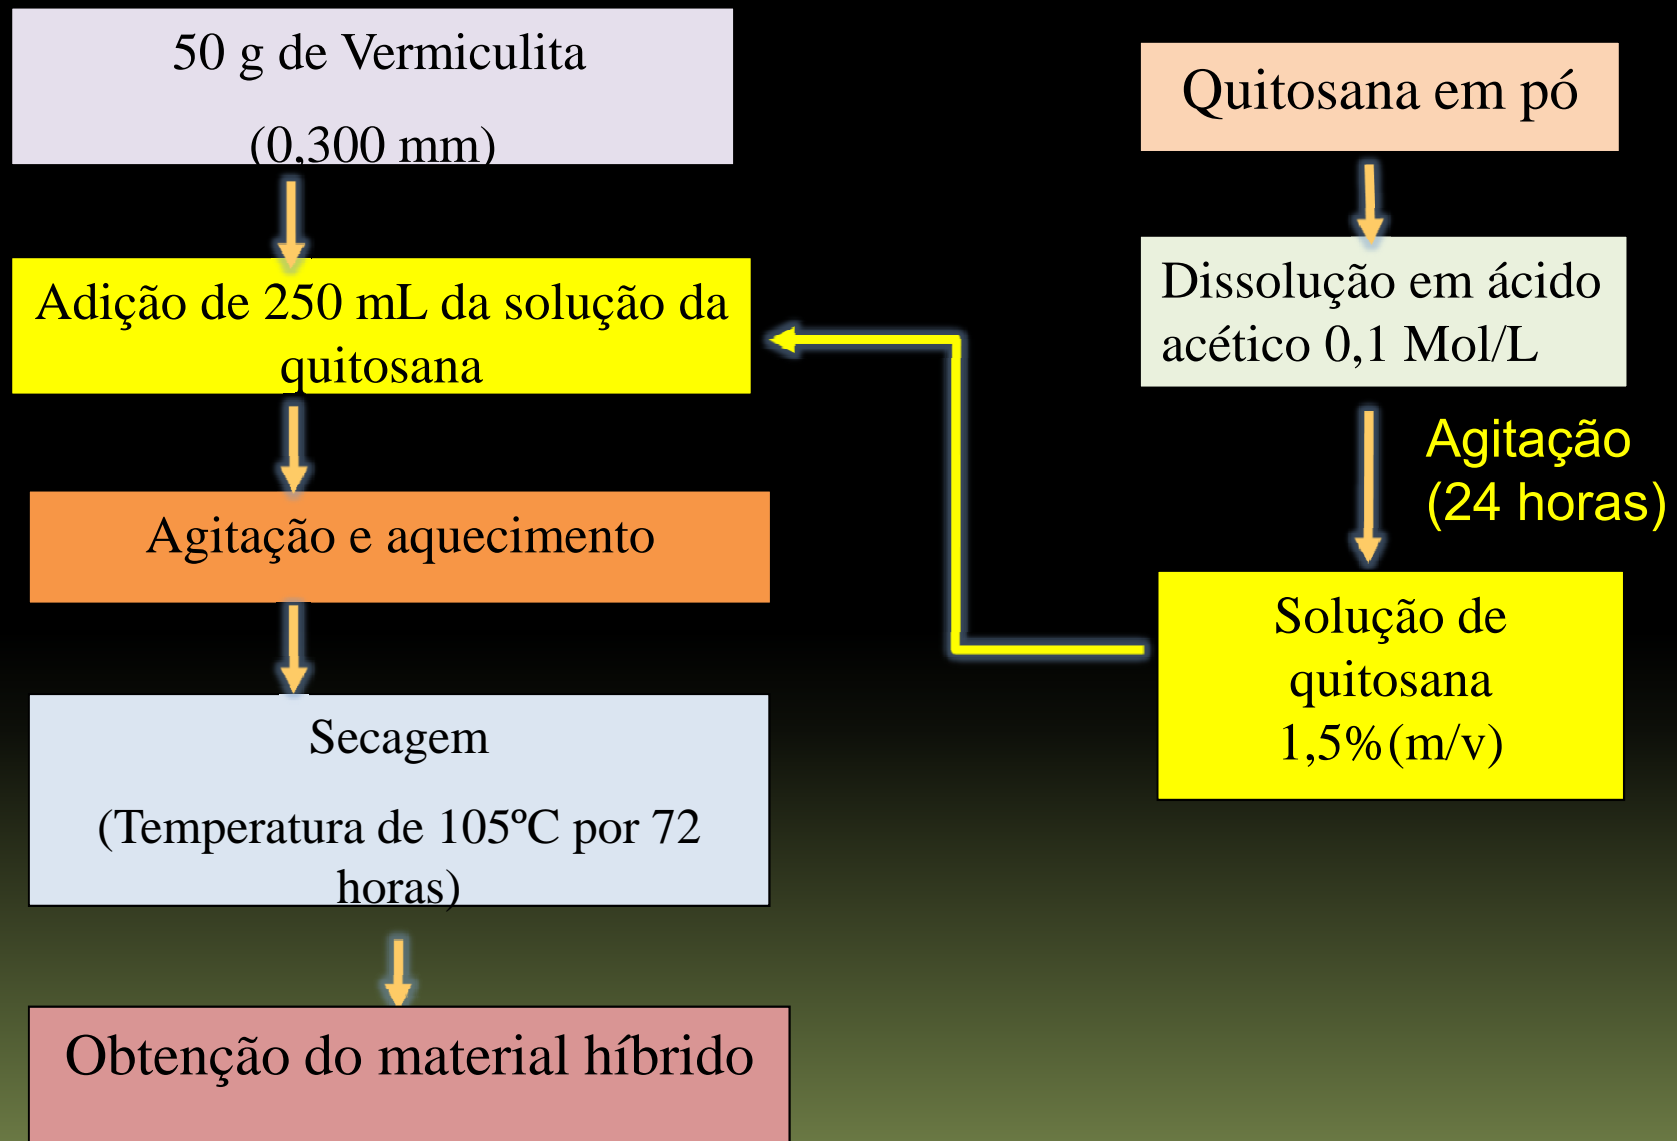 50 g de Vermiculita
(0,300 mm)
Adição de 250 mL da solução da
quitosana
Agitação e aquecimento
Secagem
(Temperatura de 105ºC por 72
horas)
Obtenção do material híbrido
Quitosana em pó
Dissolução em ácido
acético 0,1 Mol/L
Agitação
(24 horas)
Solução de
quitosana
1,5%(m/v)